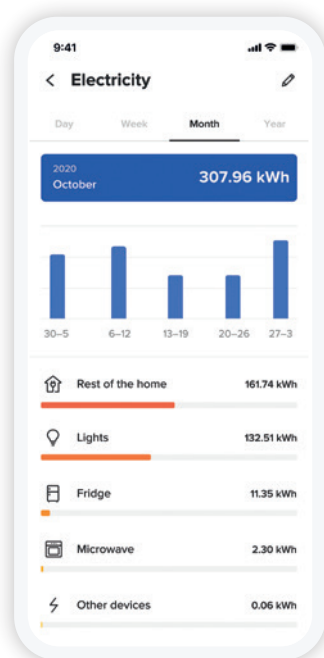 9:41
Electricity
Day Week Month Year
2020
October 307.96 kWh
30–5 6–12 13–19 20–26 27–3
Rest of the home 161.74 kWh
Lights 132.51 kWh
Fridge 11.35 kWh
Microwave 2.30 kWh
Other devices 0.06 kWh